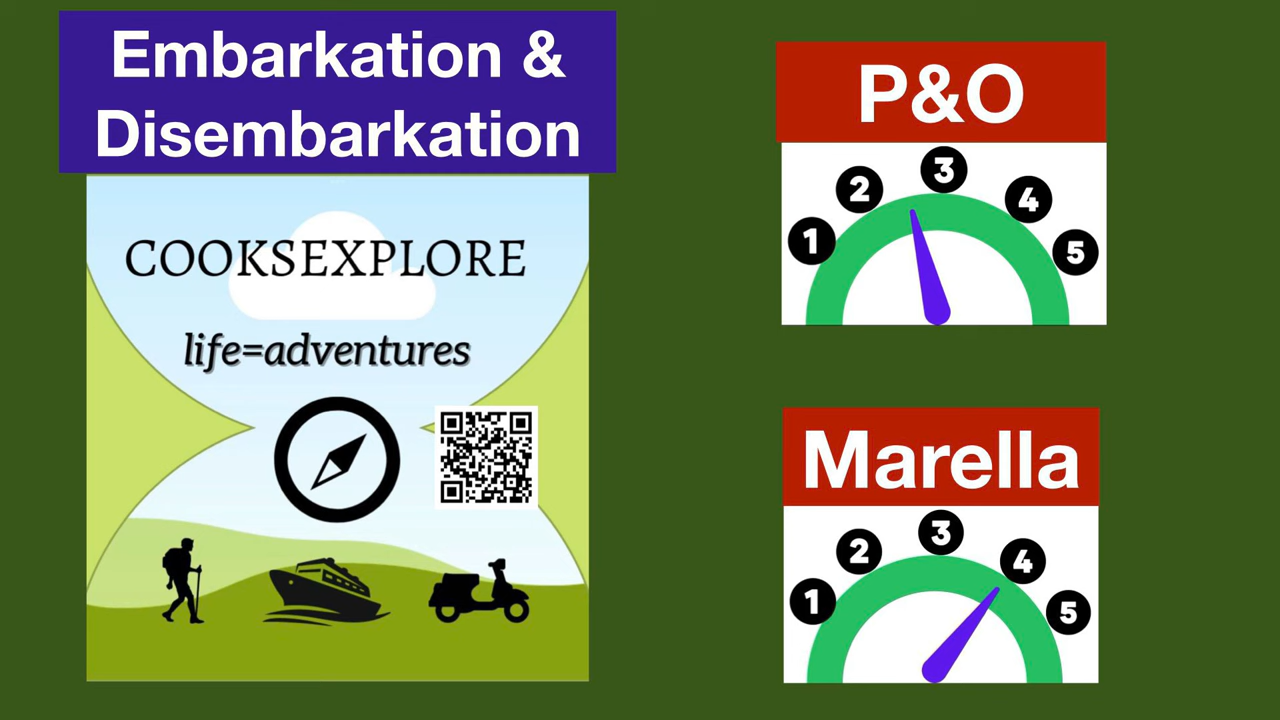 Embarkation &
Disembarkation
COOKSEXPLORE
life=adventures
P&O
1
2
3
4
5
Marella
1
2
3
4
5